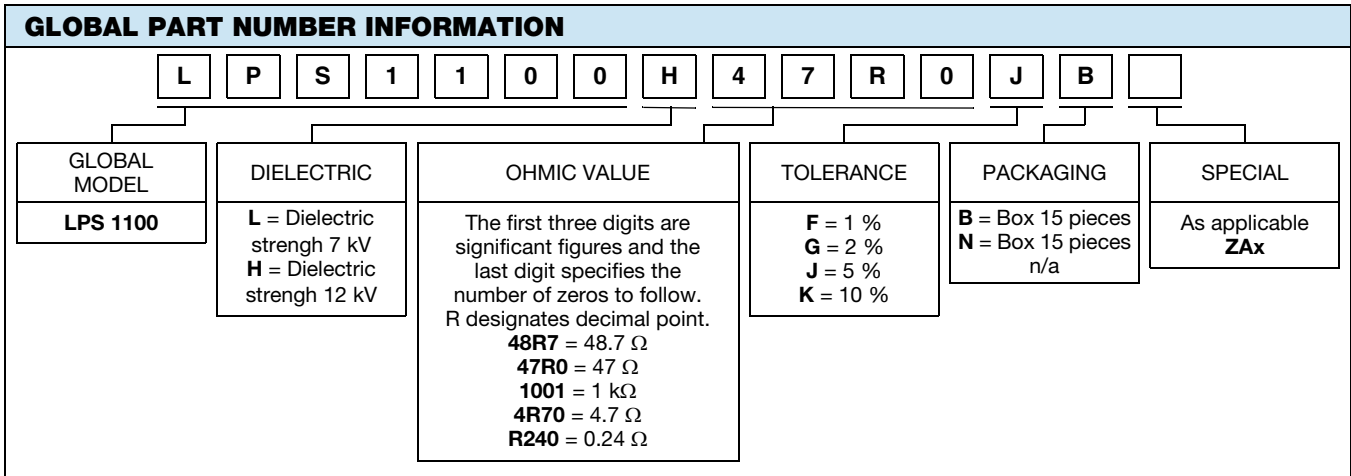 GLOBAL PART NUMBER INFORMATION
L P S 1 1 0 0 H 4 7 R 0 J B
GLOBAL
MODEL
LPS 1100
DIELECTRIC
L = Dielectric
strengh 7 kV
H = Dielectric
strengh 12 kV
OHMIC VALUE
The first three digits are
significant figures and the
last digit specifies the
number of zeros to follow.
R designates decimal point.
48R7 = 48.7 Ω
47R0 = 47 Ω
1001 = 1 kΩ
4R70 = 4.7 Ω
R240 = 0.24 Ω
TOLERANCE
F = 1 %
G = 2 %
J = 5 %
K = 10 %
PACKAGING
B = Box 15 pieces
N = Box 15 pieces
n/a
SPECIAL
As applicable
ZAx